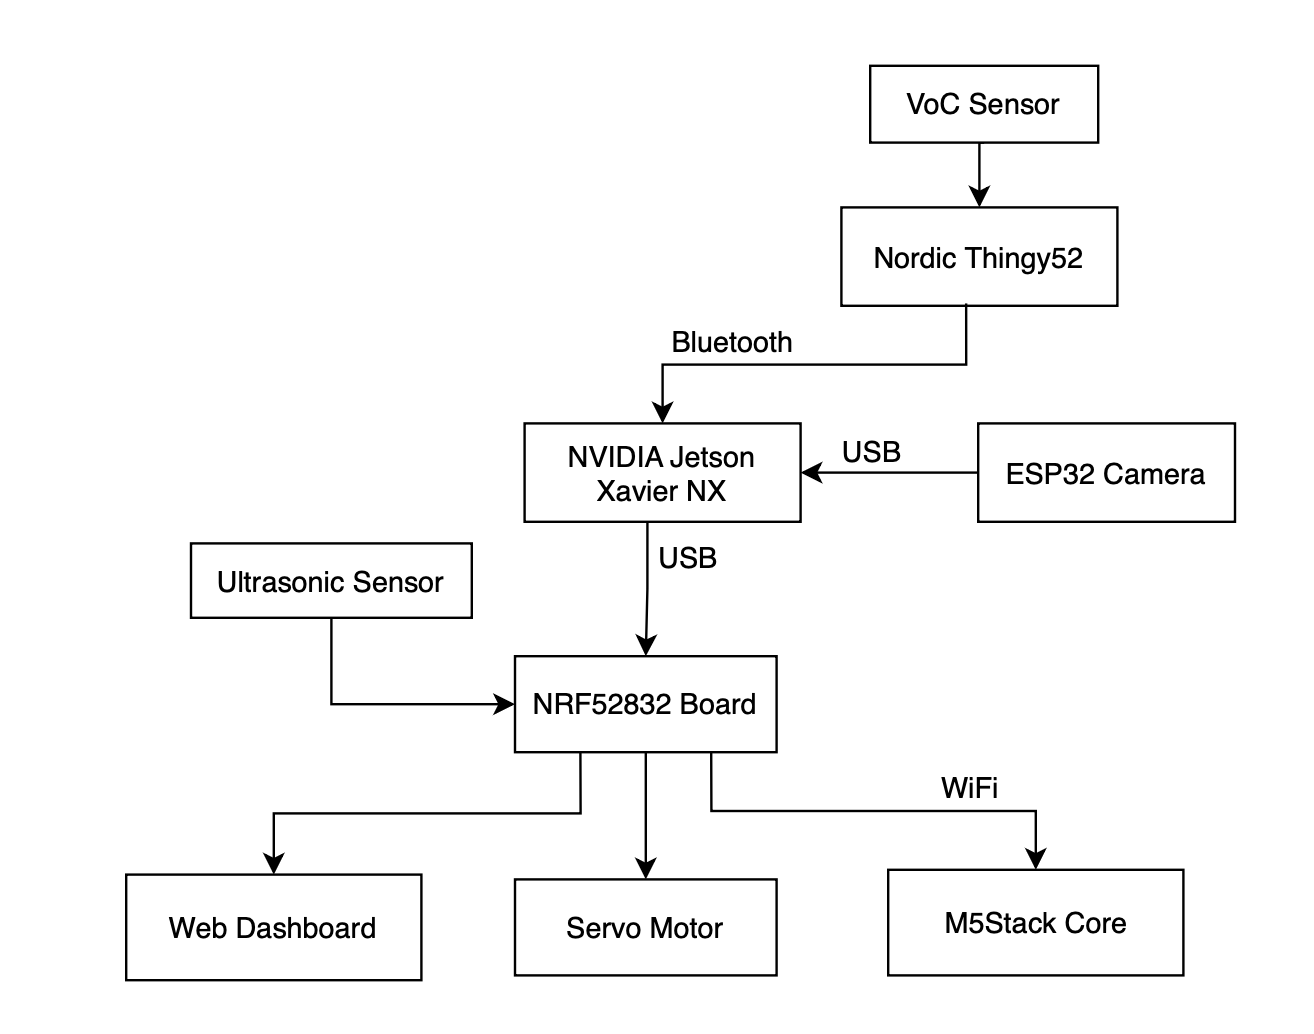 VoC Sensor
Nordic Thingy52
Bluetooth
NVIDIA Jetson
Xavier NX
USB
ESP32 Camera
USB
Ultrasonic Sensor
NRF52832 Board
WiFi
Web Dashboard
Servo Motor
M5Stack Core